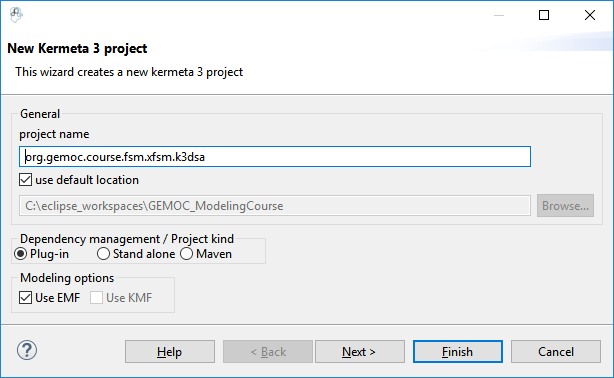 New Kermeta 3 project
This wizard creates a new kermeta 3 project
General
project name
org.gemoc.course.fsm.xfsm.k3dsa
use default location
C:\eclipse_workspaces\GEMOC_ModelingCourse Browse...
Dependency management / Project kind
Plug-in Stand alone Maven
Modeling options
Use EMF Use KMF
? Help < Back Next > Finish Cancel